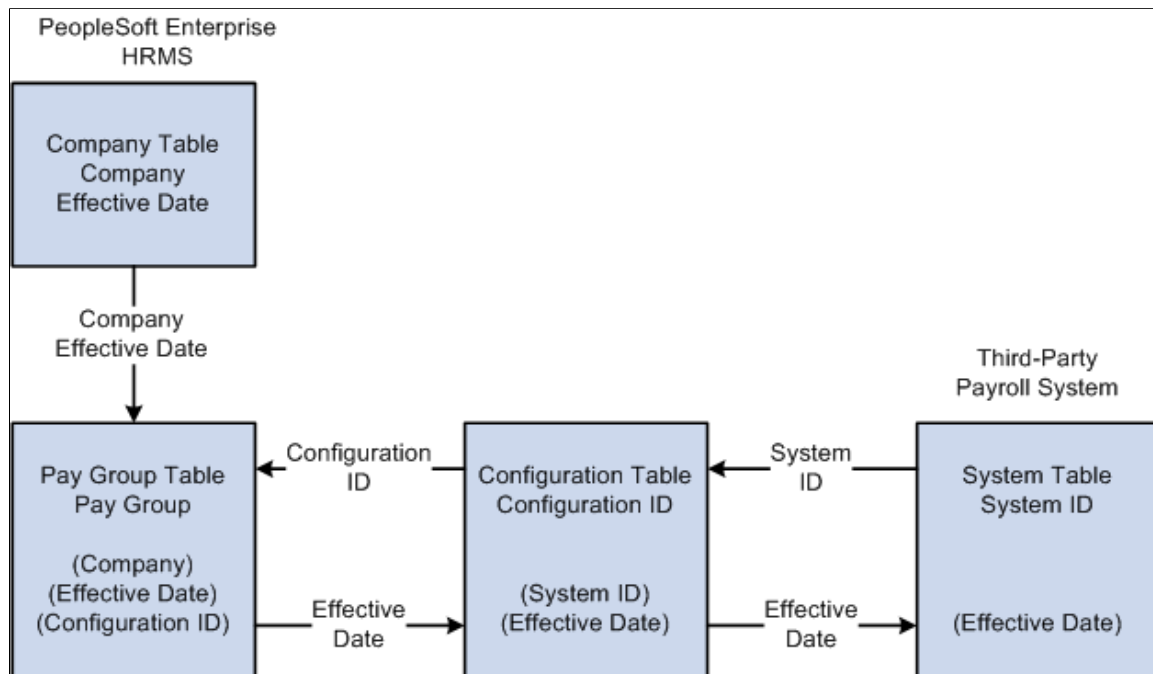 PeopleSoft Enterprise
HRMS
Company Table
Company
Effective Date
Company
Effective Date
Third-Party
Payroll System
Pay Group Table
Pay Group
(Company)
(Effective Date)
(Configuration ID)
Configuration
ID
Effective
Date
Configuration Table
Configuration ID
(System ID)
(Effective Date)
System
ID
Effective
Date
System Table
System ID
(Effective Date)